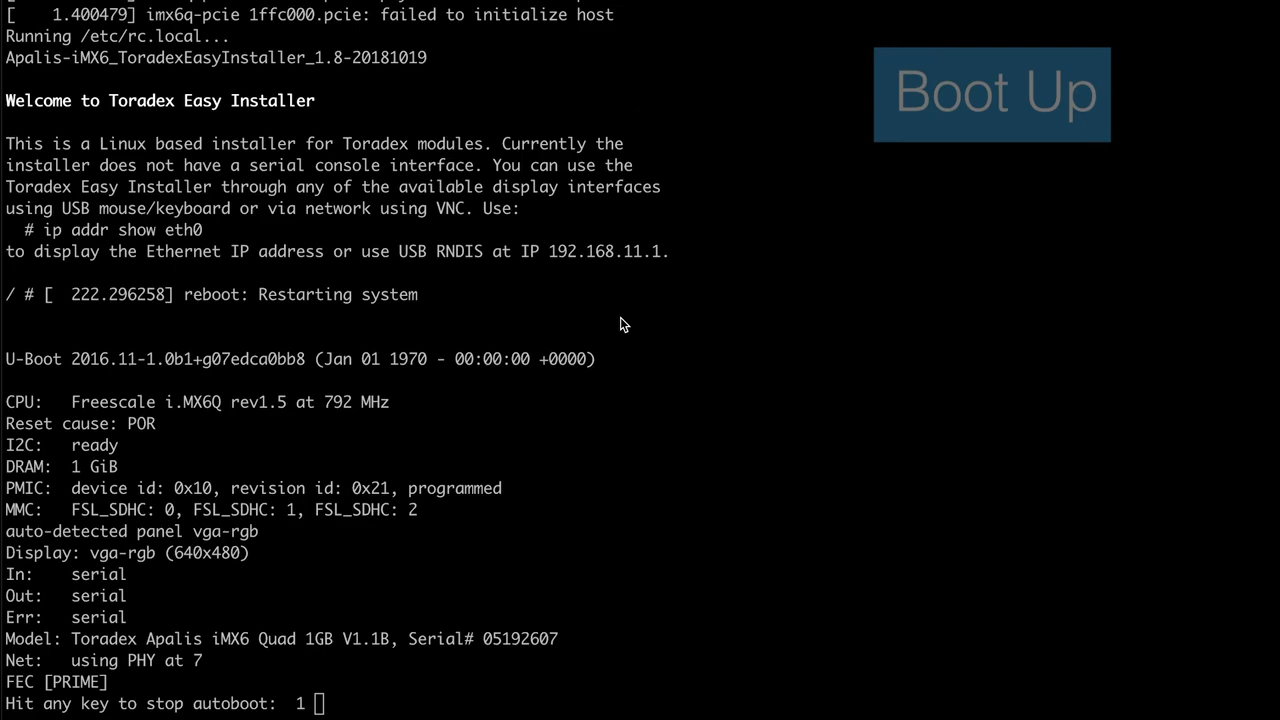 [    1.400479] imx6q-pcie 1ffc000.pcie: failed to initialize host
Running /etc/rc.local...
Apalis-iMX6_ToradexEasyInstaller_1.8-20181019
Boot Up
Welcome to Toradex Easy Installer
This is a Linux based installer for Toradex modules. Currently the
installer does not have a serial console interface. You can use the
Toradex Easy Installer through any of the available display interfaces
using USB mouse/keyboard or via network using VNC. Use:
  # ip addr show eth0
to display the Ethernet IP address or use USB RNDIS at IP 192.168.11.1.
/ # [  222.296258] reboot: Restarting system
U-Boot 2016.11-1.0b1+g07edca0bb8 (Jan 01 1970 - 00:00:00 +0000)
CPU:   Freescale i.MX6Q rev1.5 at 792 MHz
Reset cause: POR
I2C:   ready
DRAM:  1 GiB
PMIC:  device id: 0x10, revision id: 0x21, programmed
MMC:   FSL_SDHC: 0, FSL_SDHC: 1, FSL_SDHC: 2
auto-detected panel vga-rgb
Display: vga-rgb (640x480)
In:    serial
Out:   serial
Err:   serial
Model: Toradex Apalis iMX6 Quad 1GB V1.1B, Serial# 05192607
Net:   using PHY at 7
FEC [PRIME]
Hit any key to stop autoboot:  1